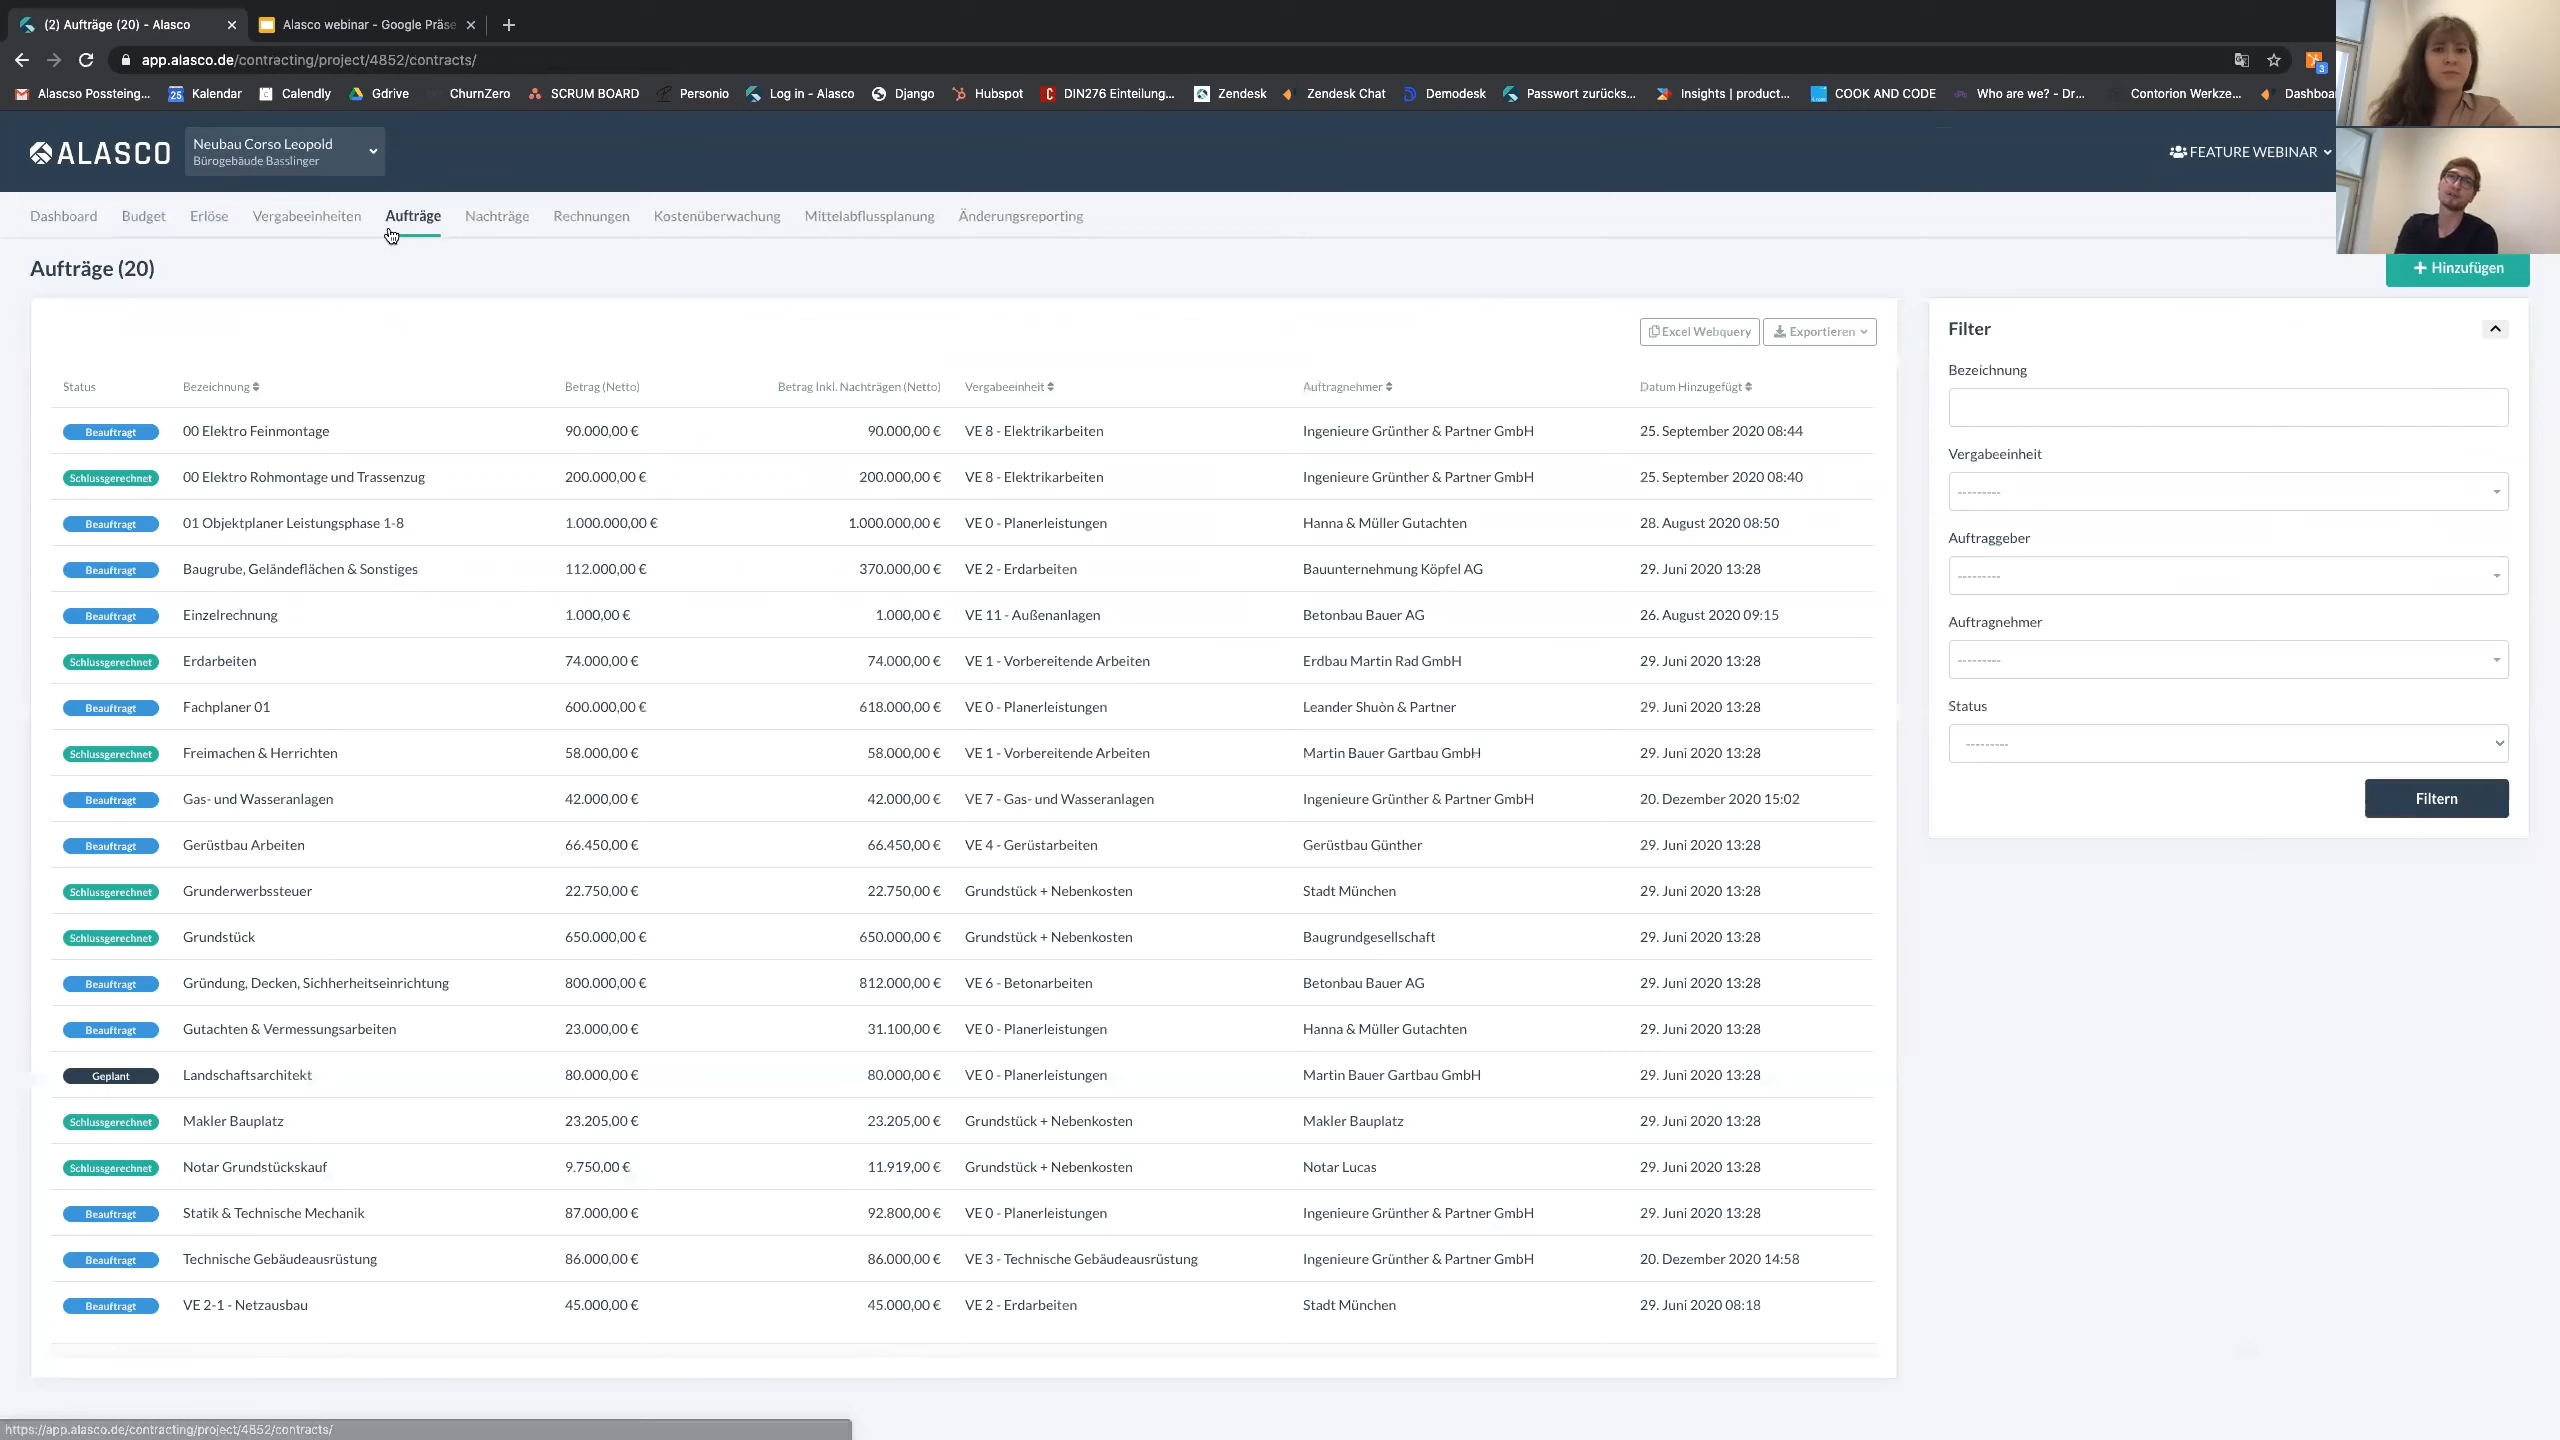 (2) Aufträge (20) - Alasco
Alasco webinar - Google Präse
app.alasco.de/contracting/project/4852/contracts/
3
Alascso Possteing... 25 Kalendar Calendly Gdrive ChurnZero SCRUM BOARD Personio Log in - Alasco Django Hubspot DIN276 Einteilung... Zendesk Zendesk Chat Demodesk Passwort zurücks... Insights | product... COOK AND CODE Who are we? - Dr... Contorion Werkze... Dashboa
ALASCO
Neubau Corso Leopold
Bürogebäude Basslinger
FEATURE WEBINAR
Dashboard Budget Erlöse Vergabeeinheiten Aufträge Nachträge Rechnungen Kostenüberwachung Mittelabflussplanung Änderungsreporting
Aufträge (20)
+ Hinzufügen
Excel Webquery Exportieren
Status Bezeichnung Betrag (Netto) Betrag Inkl. Nachträgen (Netto) Vergabeeinheit Auftragnehmer Datum Hinzugefügt
Beauftragt 00 Elektro Feinmontage 90.000,00 € 90.000,00 € VE 8 - Elektrikarbeiten Ingenieure Grünther & Partner GmbH 25. September 2020 08:44
Schlussgerechnet 00 Elektro Rohmontage und Trassenzug 200.000,00 € 200.000,00 € VE 8 - Elektrikarbeiten Ingenieure Grünther & Partner GmbH 25. September 2020 08:40
Beauftragt 01 Objektplaner Leistungsphase 1-8 1.000.000,00 € 1.000.000,00 € VE 0 - Planerleistungen Hanna & Müller Gutachten 28. August 2020 08:50
Beauftragt Baugrube, Geländeflächen & Sonstiges 112.000,00 € 370.000,00 € VE 2 - Erdarbeiten Bauunternehmung Köpfel AG 29. Juni 2020 13:28
Beauftragt Einzelrechnung 1.000,00 € 1.000,00 € VE 11 - Außenanlagen Betonbau Bauer AG 26. August 2020 09:15
Schlussgerechnet Erdarbeiten 74.000,00 € 74.000,00 € VE 1 - Vorbereitende Arbeiten Erdbau Martin Rad GmbH 29. Juni 2020 13:28
Beauftragt Fachplaner 01 600.000,00 € 618.000,00 € VE 0 - Planerleistungen Leander Shuòn & Partner 29. Juni 2020 13:28
Schlussgerechnet Freimachen & Herrichten 58.000,00 € 58.000,00 € VE 1 - Vorbereitende Arbeiten Martin Bauer Gartbau GmbH 29. Juni 2020 13:28
Beauftragt Gas- und Wasseranlagen 42.000,00 € 42.000,00 € VE 7 - Gas- und Wasseranlagen Ingenieure Grünther & Partner GmbH 20. Dezember 2020 15:02
Beauftragt Gerüstbau Arbeiten 66.450,00 € 66.450,00 € VE 4 - Gerüstarbeiten Gerüstbau Günther 29. Juni 2020 13:28
Schlussgerechnet Grunderwerbssteuer 22.750,00 € 22.750,00 € Grundstück + Nebenkosten Stadt München 29. Juni 2020 13:28
Schlussgerechnet Grundstück 650.000,00 € 650.000,00 € Grundstück + Nebenkosten Baugrundgesellschaft 29. Juni 2020 13:28
Beauftragt Gründung, Decken, Sichherheitseinrichtung 800.000,00 € 812.000,00 € VE 6 - Betonarbeiten Betonbau Bauer AG 29. Juni 2020 13:28
Beauftragt Gutachten & Vermessungsarbeiten 23.000,00 € 31.100,00 € VE 0 - Planerleistungen Hanna & Müller Gutachten 29. Juni 2020 13:28
Geplant Landschaftsarchitekt 80.000,00 € 80.000,00 € VE 0 - Planerleistungen Martin Bauer Gartbau GmbH 29. Juni 2020 13:28
Schlussgerechnet Makler Bauplatz 23.205,00 € 23.205,00 € Grundstück + Nebenkosten Makler Bauplatz 29. Juni 2020 13:28
Schlussgerechnet Notar Grundstückskauf 9.750,00 € 11.919,00 € Grundstück + Nebenkosten Notar Lucas 29. Juni 2020 13:28
Beauftragt Statik & Technische Mechanik 87.000,00 € 92.800,00 € VE 0 - Planerleistungen Ingenieure Grünther & Partner GmbH 29. Juni 2020 13:28
Beauftragt Technische Gebäudeausrüstung 86.000,00 € 86.000,00 € VE 3 - Technische Gebäudeausrüstung Ingenieure Grünther & Partner GmbH 20. Dezember 2020 14:58
Beauftragt VE 2-1 - Netzausbau 45.000,00 € 45.000,00 € VE 2 - Erdarbeiten Stadt München 29. Juni 2020 08:18
Filter
Bezeichnung
Vergabeeinheit
---------
Auftraggeber
---------
Auftragnehmer
---------
Status
---------
Filtern
https://app.alasco.de/contracting/project/4852/contracts/